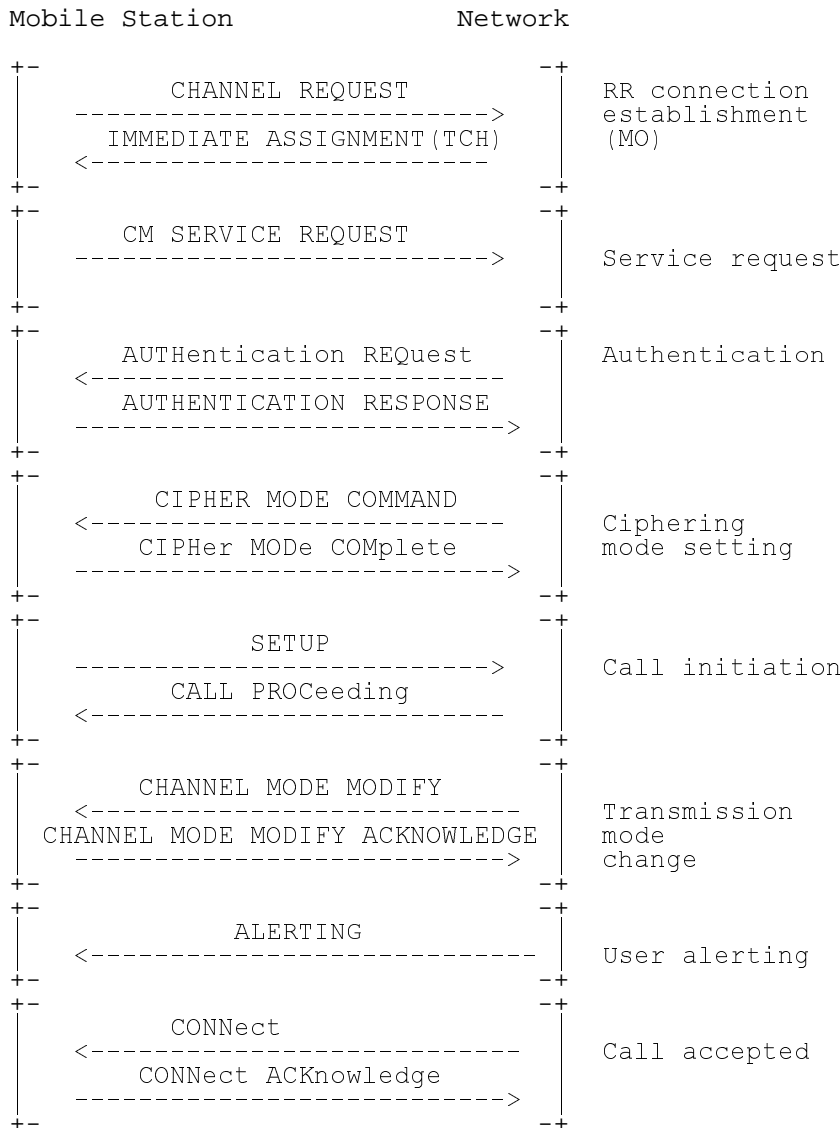 Mobile Station Network
CHANNEL REQUEST RR connection
establishment
IMMEDIATE ASSIGNMENT(TCH) (MO)
CM SERVICE REQUEST
Service request
AUTHentication REQuest Authentication
AUTHENTICATION RESPONSE
CIPHER MODE COMMAND
Ciphering
CIPHer MODe COMplete mode setting
SETUP
Call initiation
CALL PROCeeding
CHANNEL MODE MODIFY
Transmission
CHANNEL MODE MODIFY ACKNOWLEDGE mode
change
ALERTING
User alerting
CONNect
Call accepted
CONNect ACKnowledge